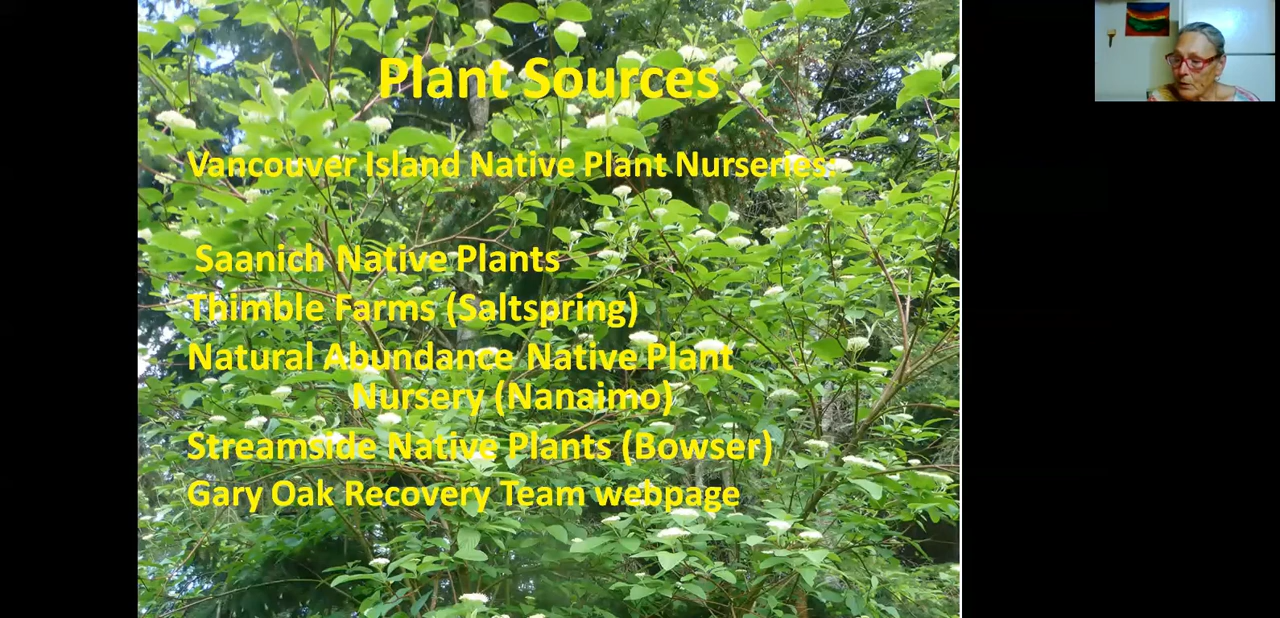 Plant Sources
Vancouver Island Native Plant Nurseries:
Saanich Native Plants
Thimble Farms (Saltspring)
Natural Abundance Native Plant
Nursery (Nanaimo)
Streamside Native Plants (Bowser)
Gary Oak Recovery Team webpage